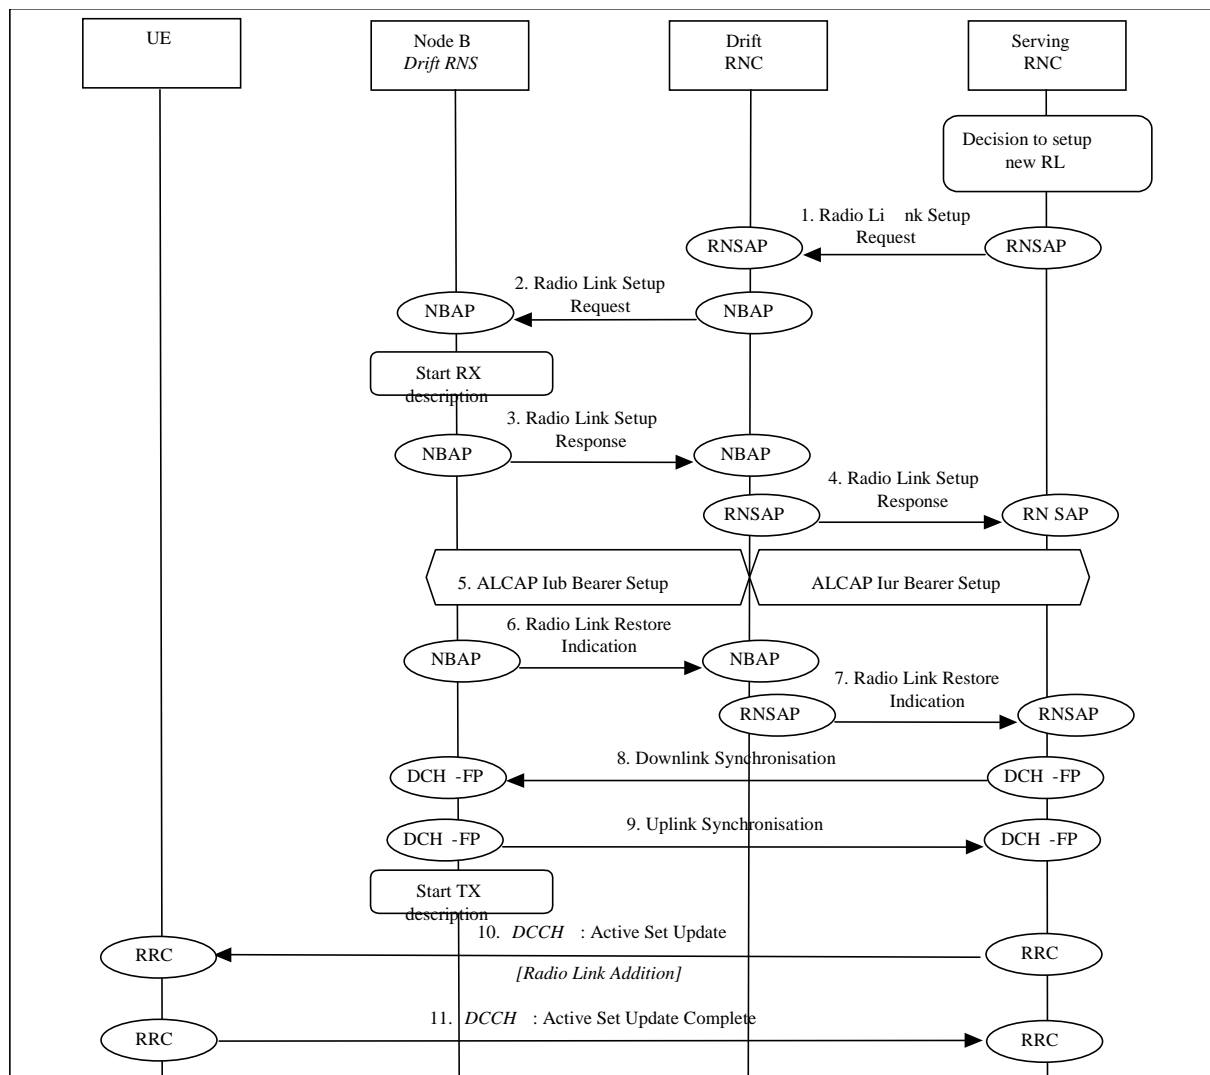 UE
Node B
Drift RNS
Drift
RNC
Serving
RNC
Decision to setup
new RL
1. Radio Li nk Setup
Request
RNSAP
RNSAP
2. Radio Link Setup
Request
NBAP
NBAP
Start RX
description
3. Radio Link Setup
Response
NBAP
NBAP
4. Radio Link Setup
Response
RNSAP
RN SAP
5. ALCAP Iub Bearer Setup
ALCAP Iur Bearer Setup
6. Radio Link Restore
Indication
NBAP
NBAP
7. Radio Link Restore
Indication
RNSAP
RNSAP
8. Downlink Synchronisation
DCH -FP
DCH -FP
9. Uplink Synchronisation
DCH -FP
DCH -FP
Start TX
description
10. DCCH : Active Set Update
RRC
RRC
[Radio Link Addition]
11. DCCH : Active Set Update Complete
RRC
RRC